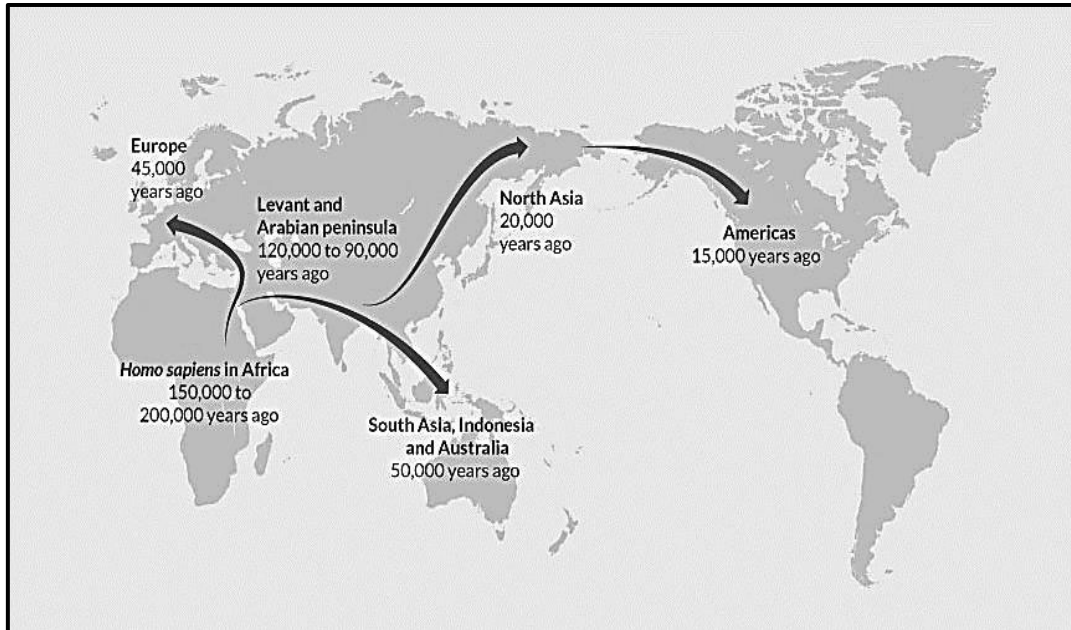 Europe
45,000
years ago
Levant and
Arabian peninsula
120,000 to 90,000
years ago
North Asia
20,000
years ago
Americas
15,000 years ago
Homo sapiens in Africa
150,000 to
200,000 years ago
South Asia, Indonesia
and Australia
50,000 years ago